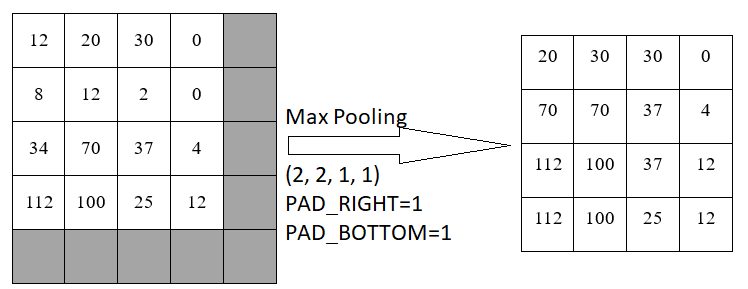 12 20 30 0
8 12 2 0
34 70 37 4
112 100 25 12
Max Pooling
(2, 2, 1, 1)
PAD_RIGHT=1
PAD_BOTTOM=1
20 30 30 0
70 70 37 4
112 100 37 12
112 100 25 12